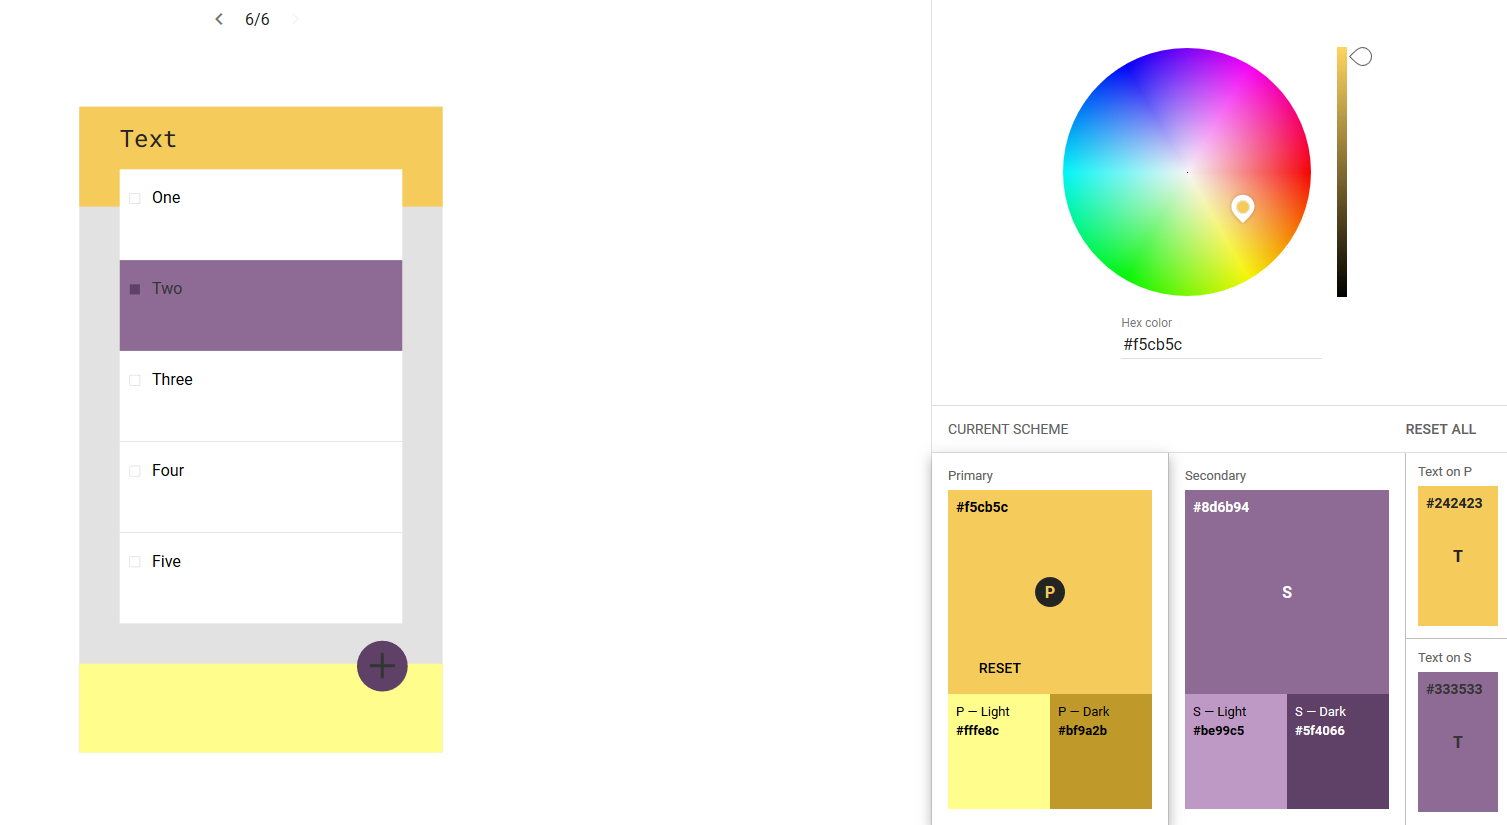 6/6
Text
One
Two
Three
Four
Five
Hex color
#f5cb5c
CURRENT SCHEME
RESET ALL
Primary
#f5cb5c
P
RESET
P — Light
#fffe8c
P — Dark
#bf9a2b
Secondary
#8d6b94
S
S — Light
#be99c5
S — Dark
#5f4066
Text on P
#242423
T
Text on S
#333533
T